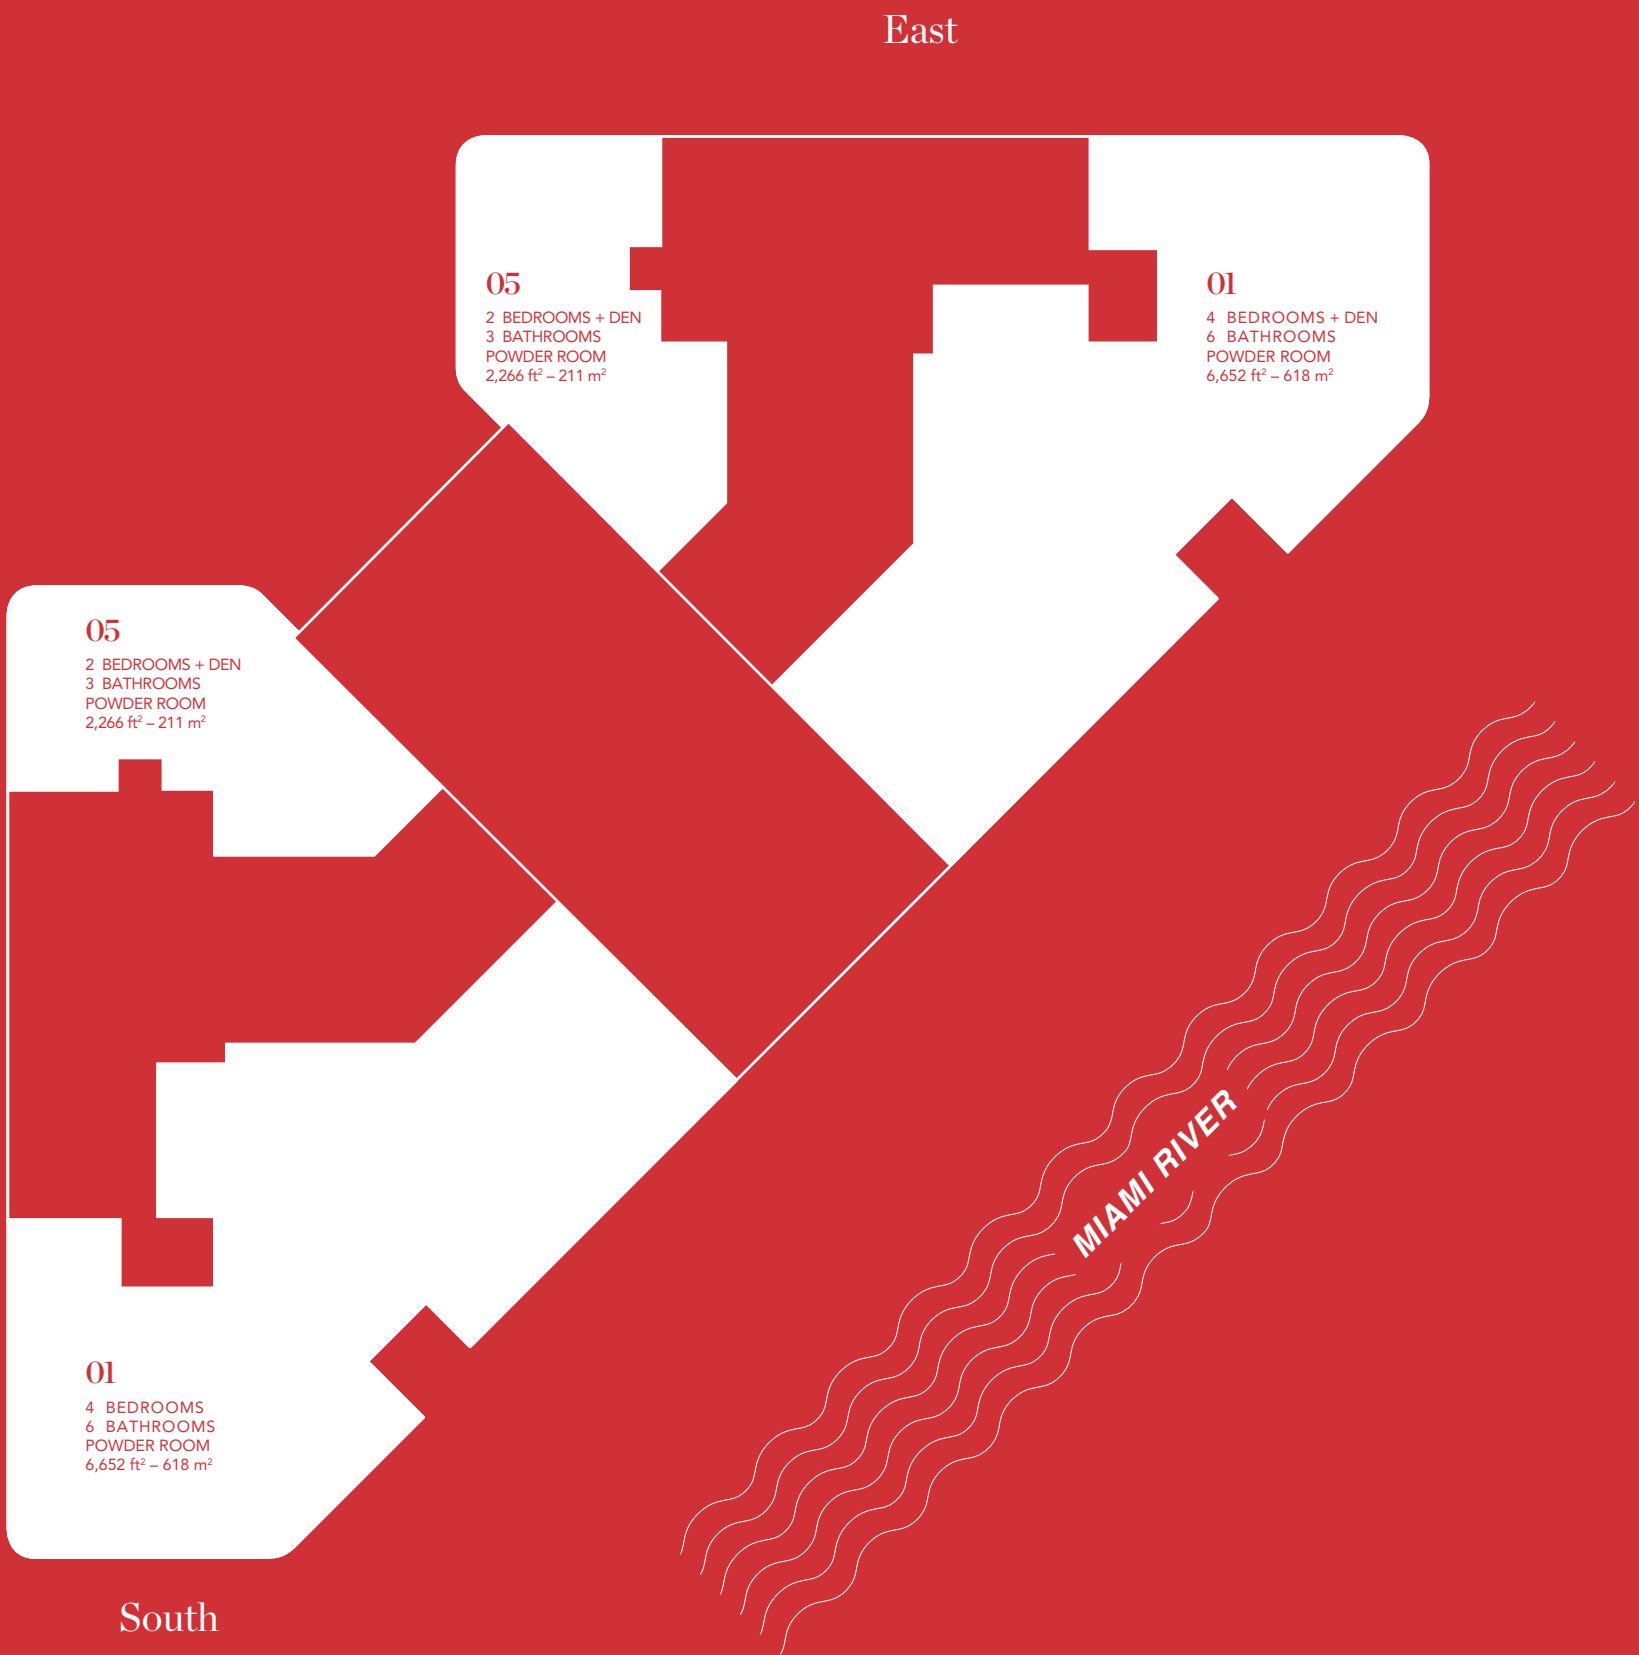 East
05
2 BEDROOMS + DEN
3 BATHROOMS
POWDER ROOM
2,266 ft² – 211 m²
01
4 BEDROOMS + DEN
6 BATHROOMS
POWDER ROOM
6,652 ft² – 618 m²
05
2 BEDROOMS + DEN
3 BATHROOMS
POWDER ROOM
2,266 ft² – 211 m²
MIAMI RIVER
01
4 BEDROOMS
6 BATHROOMS
POWDER ROOM
6,652 ft² – 618 m²
South